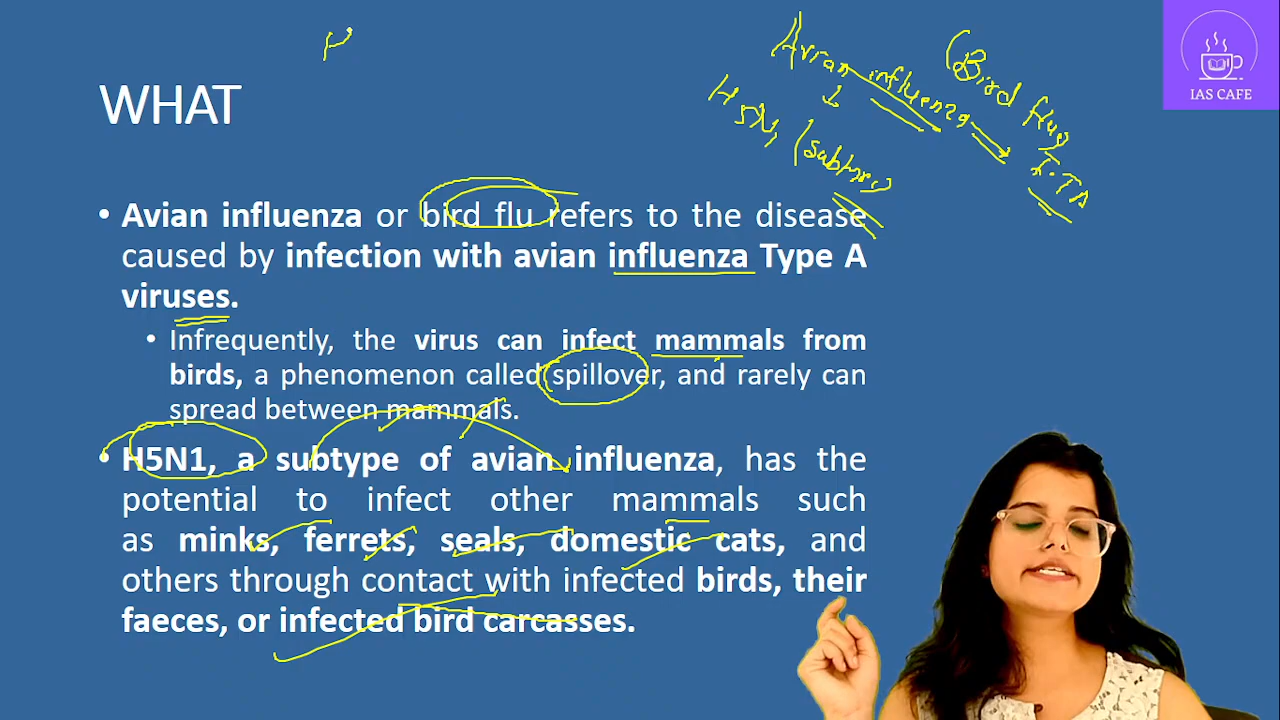 IAS CAFE
Avian influenza (Bird flu)
H5N1 (subtype)
WHAT
• Avian influenza or bird flu refers to the disease
caused by infection with avian influenza Type A
viruses.
• Infrequently, the virus can infect mammals from
birds, a phenomenon called spillover, and rarely can
spread between mammals.
• H5N1, a subtype of avian influenza, has the
potential to infect other mammals such
as minks, ferrets, seals, domestic cats, and
others through contact with infected birds, their
faeces, or infected bird carcasses.